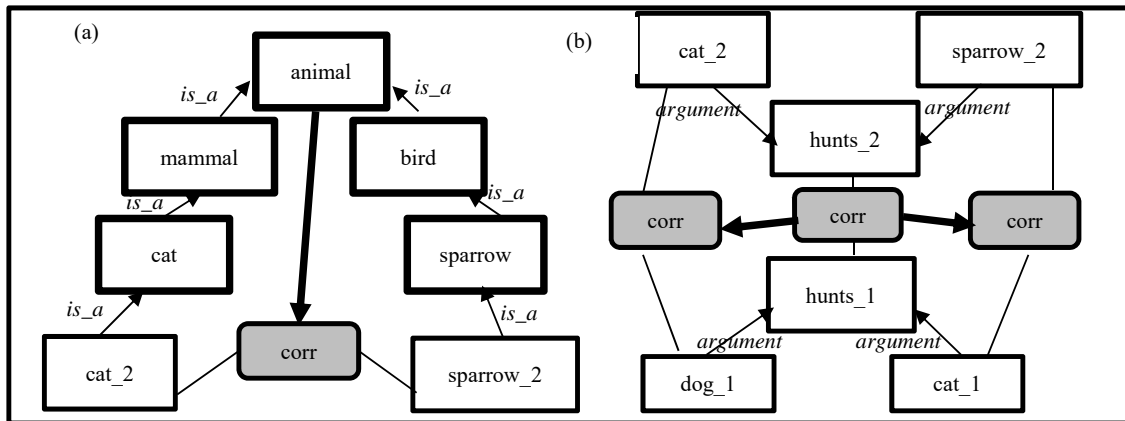 (a)
animal
is_a
is_a
mammal
bird
is_a
is_a
cat
sparrow
is_a
is_a
cat_2
corr
sparrow_2
(b)
cat_2
sparrow_2
argument
argument
hunts_2
corr
corr
corr
hunts_1
argument
argument
dog_1
cat_1